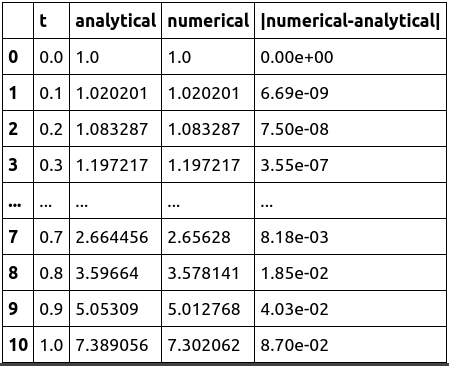 t analytical numerical |numerical-analytical|
0 0.0 1.0 1.0 0.00e+00
1 0.1 1.020201 1.020201 6.69e-09
2 0.2 1.083287 1.083287 7.50e-08
3 0.3 1.197217 1.197217 3.55e-07
... ... ... ... ...
7 0.7 2.664456 2.65628 8.18e-03
8 0.8 3.59664 3.578141 1.85e-02
9 0.9 5.05309 5.012768 4.03e-02
10 1.0 7.389056 7.302062 8.70e-02